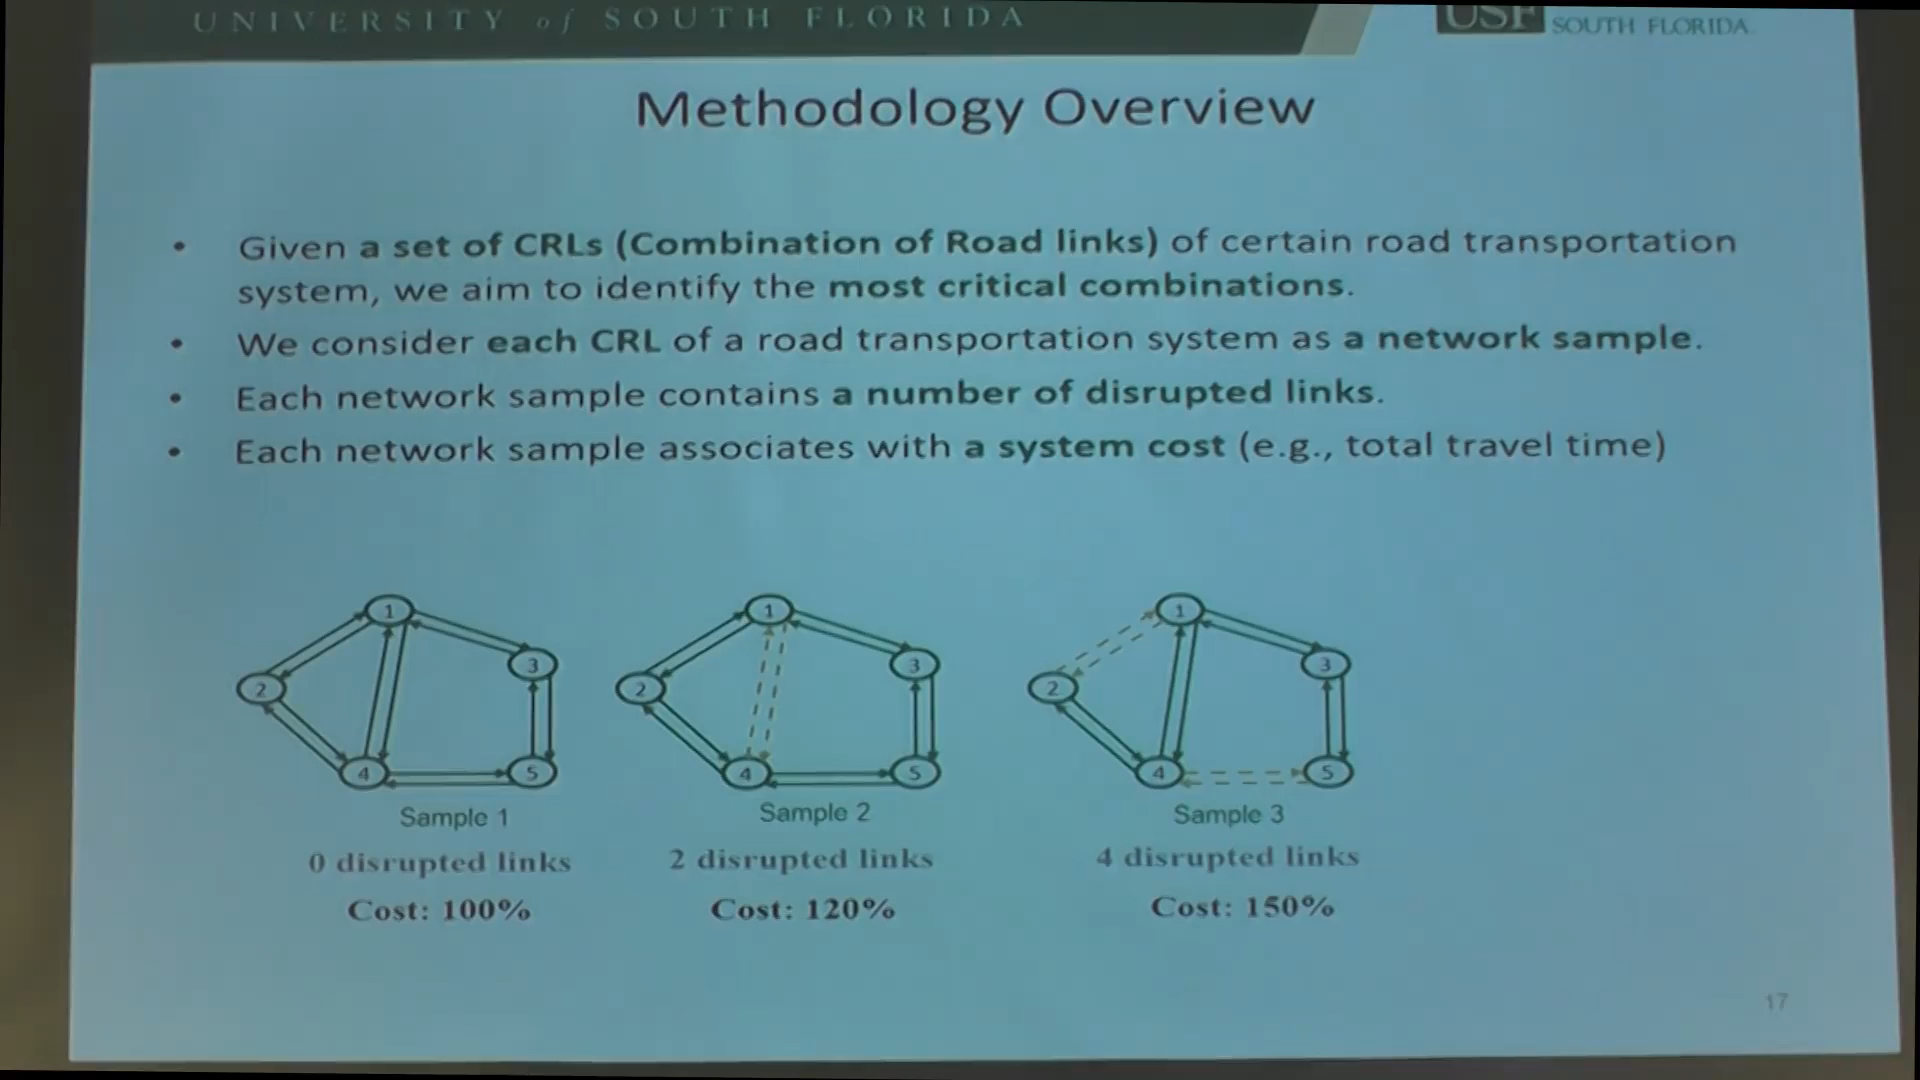 UNIVERSITY of SOUTH FLORIDA
USF SOUTH FLORIDA.
Methodology Overview
• Given a set of CRLs (Combination of Road links) of certain road transportation
system, we aim to identify the most critical combinations.
• We consider each CRL of a road transportation system as a network sample.
• Each network sample contains a number of disrupted links.
• Each network sample associates with a system cost (e.g., total travel time)
1
2
3
4
5
Sample 1
0 disrupted links
Cost: 100%
1
2
3
4
5
Sample 2
2 disrupted links
Cost: 120%
1
2
3
4
5
Sample 3
4 disrupted links
Cost: 150%
17